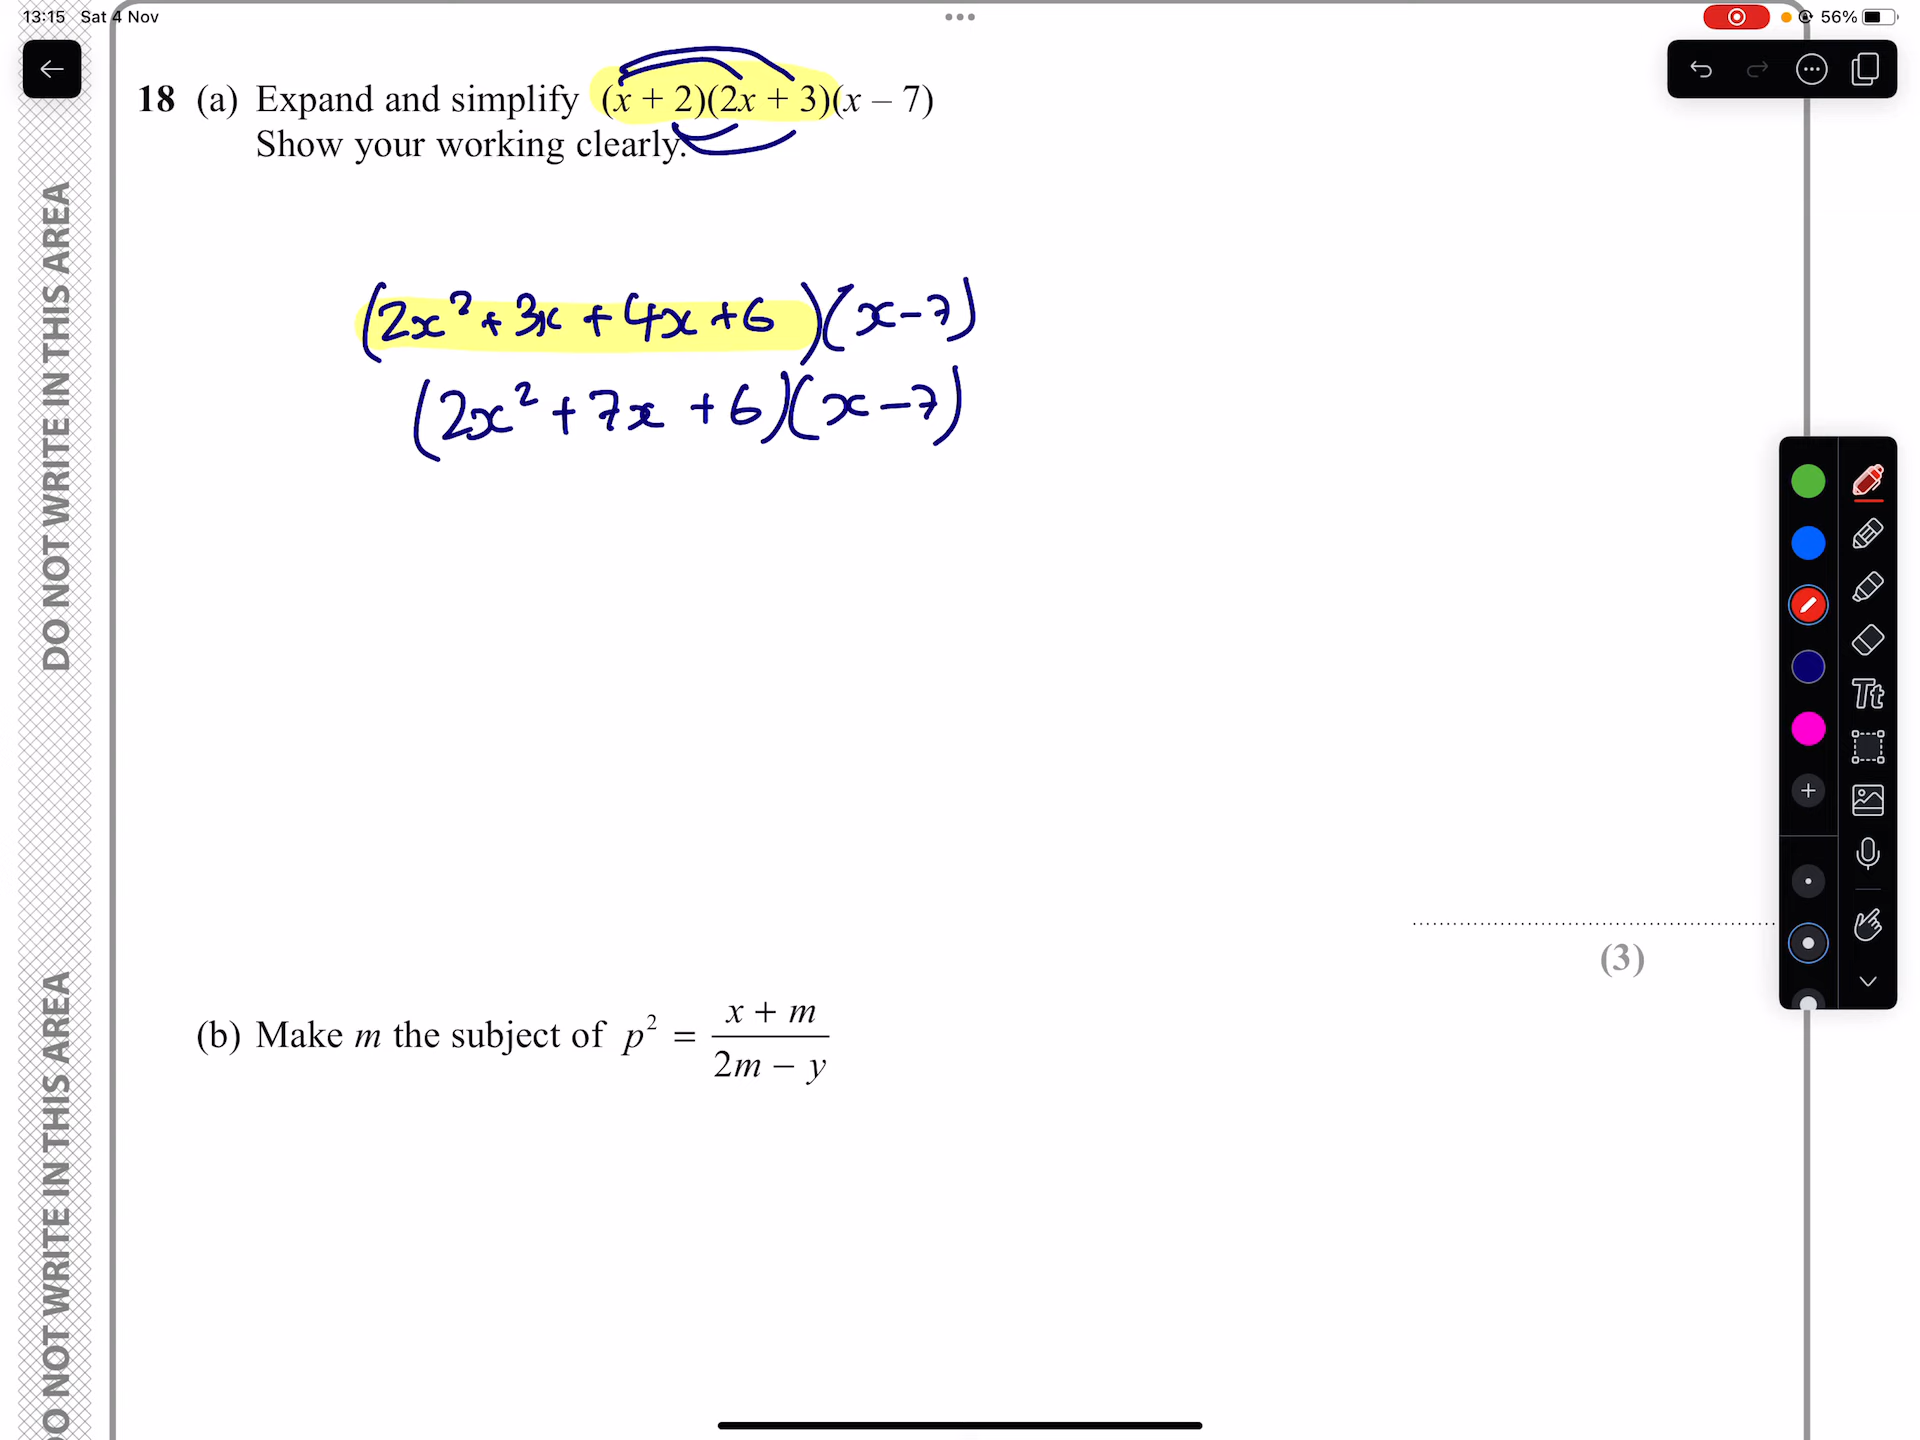 13:15 Sat 4 Nov
56%
18 (a) Expand and simplify (x + 2)(2x + 3)(x – 7)
Show your working clearly.
(2x² + 3x + 4x + 6)(x – 7)
(2x² + 7x + 6)(x – 7)
(3)
(b) Make m the subject of p² = (x + m)/(2m – y)
DO NOT WRITE IN THIS AREA
DO NOT WRITE IN THIS AREA
Tt